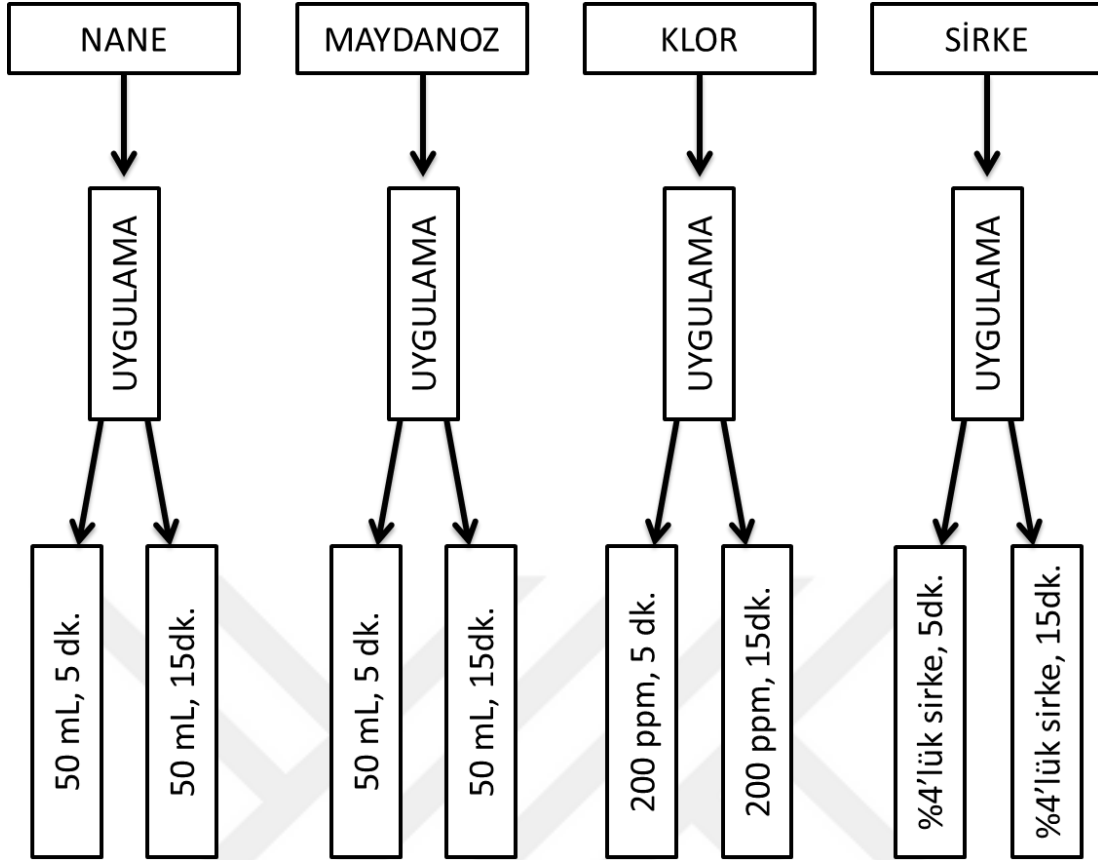 NANE
MAYDANOZ
KLOR
SİRKE
UYGULAMA
UYGULAMA
UYGULAMA
UYGULAMA
50 mL, 5 dk.
50 mL, 15dk.
50 mL, 5 dk.
50 mL, 15dk.
200 ppm, 5 dk.
200 ppm, 15dk.
%4'lük sirke, 5dk.
%4'lük sirke, 15dk.